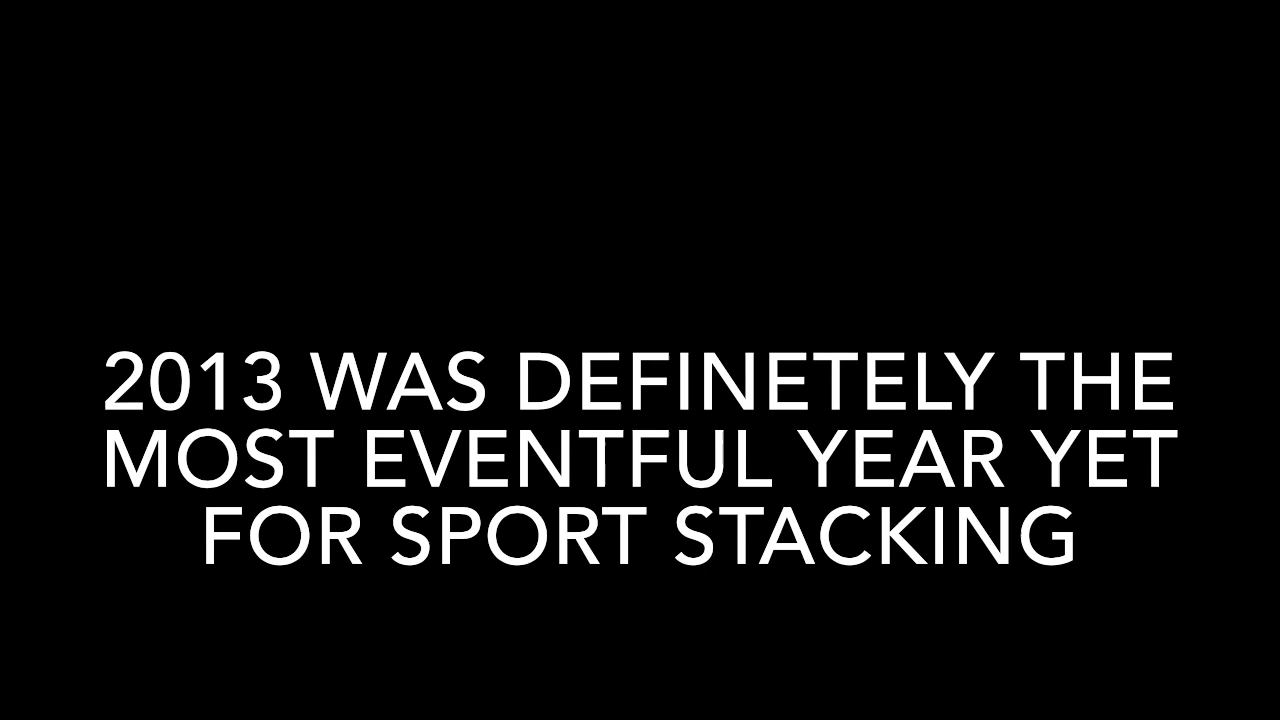 2013 WAS DEFINETELY THE
MOST EVENTFUL YEAR YET
FOR SPORT STACKING